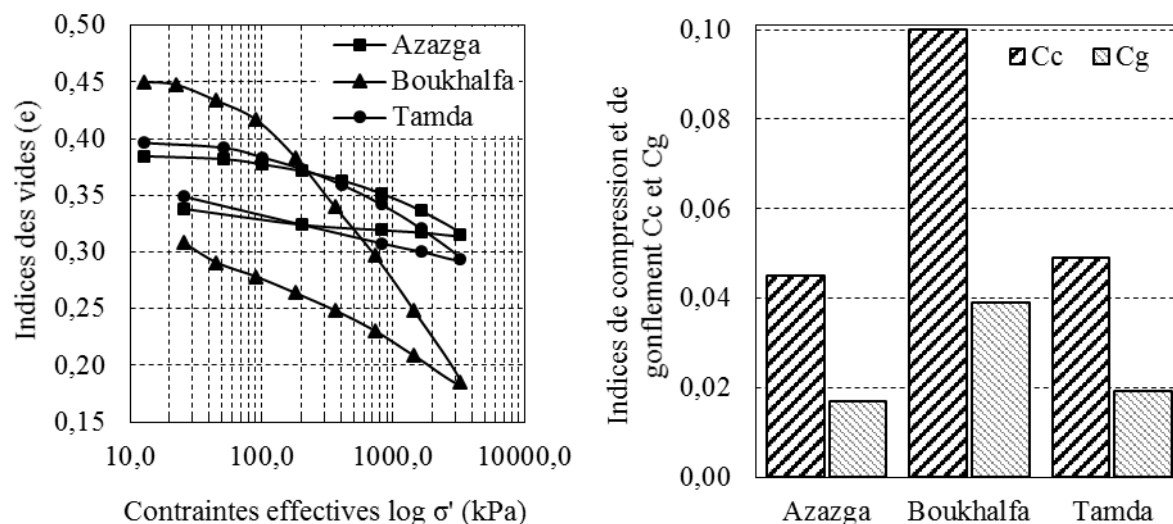 0,50
0,45
0,40
0,35
0,30
0,25
0,20
0,15
Indices des vides (e)
Azazga
Boukhalfa
Tamda
10,0 100,0 1000,0 10000,0
Contraintes effectives log σ' (kPa)
0,10
0,08
0,06
0,04
0,02
0,00
Indices de compression et de
gonflement Cc et Cg
Cc Cg
Azazga Boukhalfa Tamda